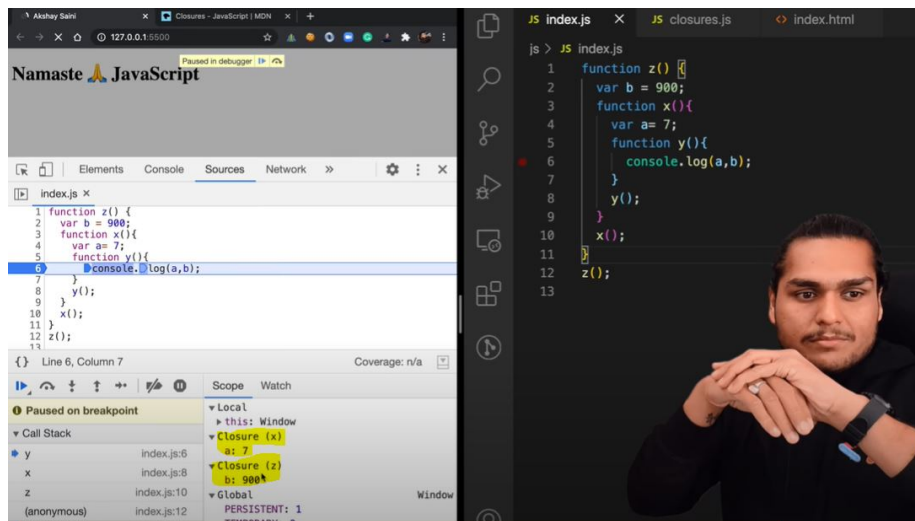 Akshay Saini × Closures - JavaScript | MDN × +
127.0.0.1:5500
Paused in debugger
Namaste 🙏 JavaScript
Elements Console Sources Network »
index.js ×
1 function z() {
2 var b = 900;
3 function x(){
4 var a= 7;
5 function y(){
6 console.log(a,b);
7 }
8 y();
9 }
10 x();
11 }
12 z();
13
{} Line 6, Column 7 Coverage: n/a
Scope Watch
Paused on breakpoint
Call Stack
y index.js:6
x index.js:8
z index.js:10
(anonymous) index.js:12
Local
this: Window
Closure (x)
a: 7
Closure (z)
b: 900
Global Window
PERSISTENT: 1
JS index.js × JS closures.js <> index.html
js > JS index.js
1 function z() {
2 var b = 900;
3 function x(){
4 var a= 7;
5 function y(){
6 console.log(a,b);
7 }
8 y();
9 }
10 x();
11 }
12 z();
13